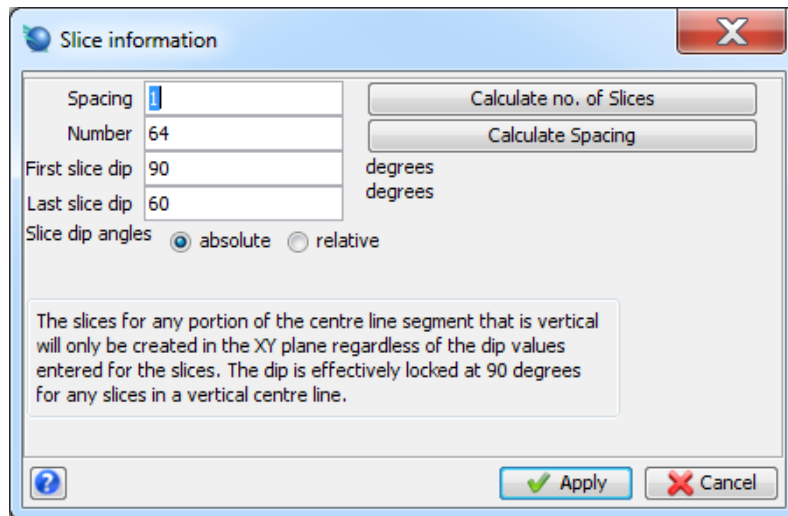 Slice information
Spacing 1 Calculate no. of Slices
Number 64 Calculate Spacing
First slice dip 90 degrees
Last slice dip 60 degrees
Slice dip angles absolute relative
The slices for any portion of the centre line segment that is vertical
will only be created in the XY plane regardless of the dip values
entered for the slices. The dip is effectively locked at 90 degrees
for any slices in a vertical centre line.
? Apply Cancel